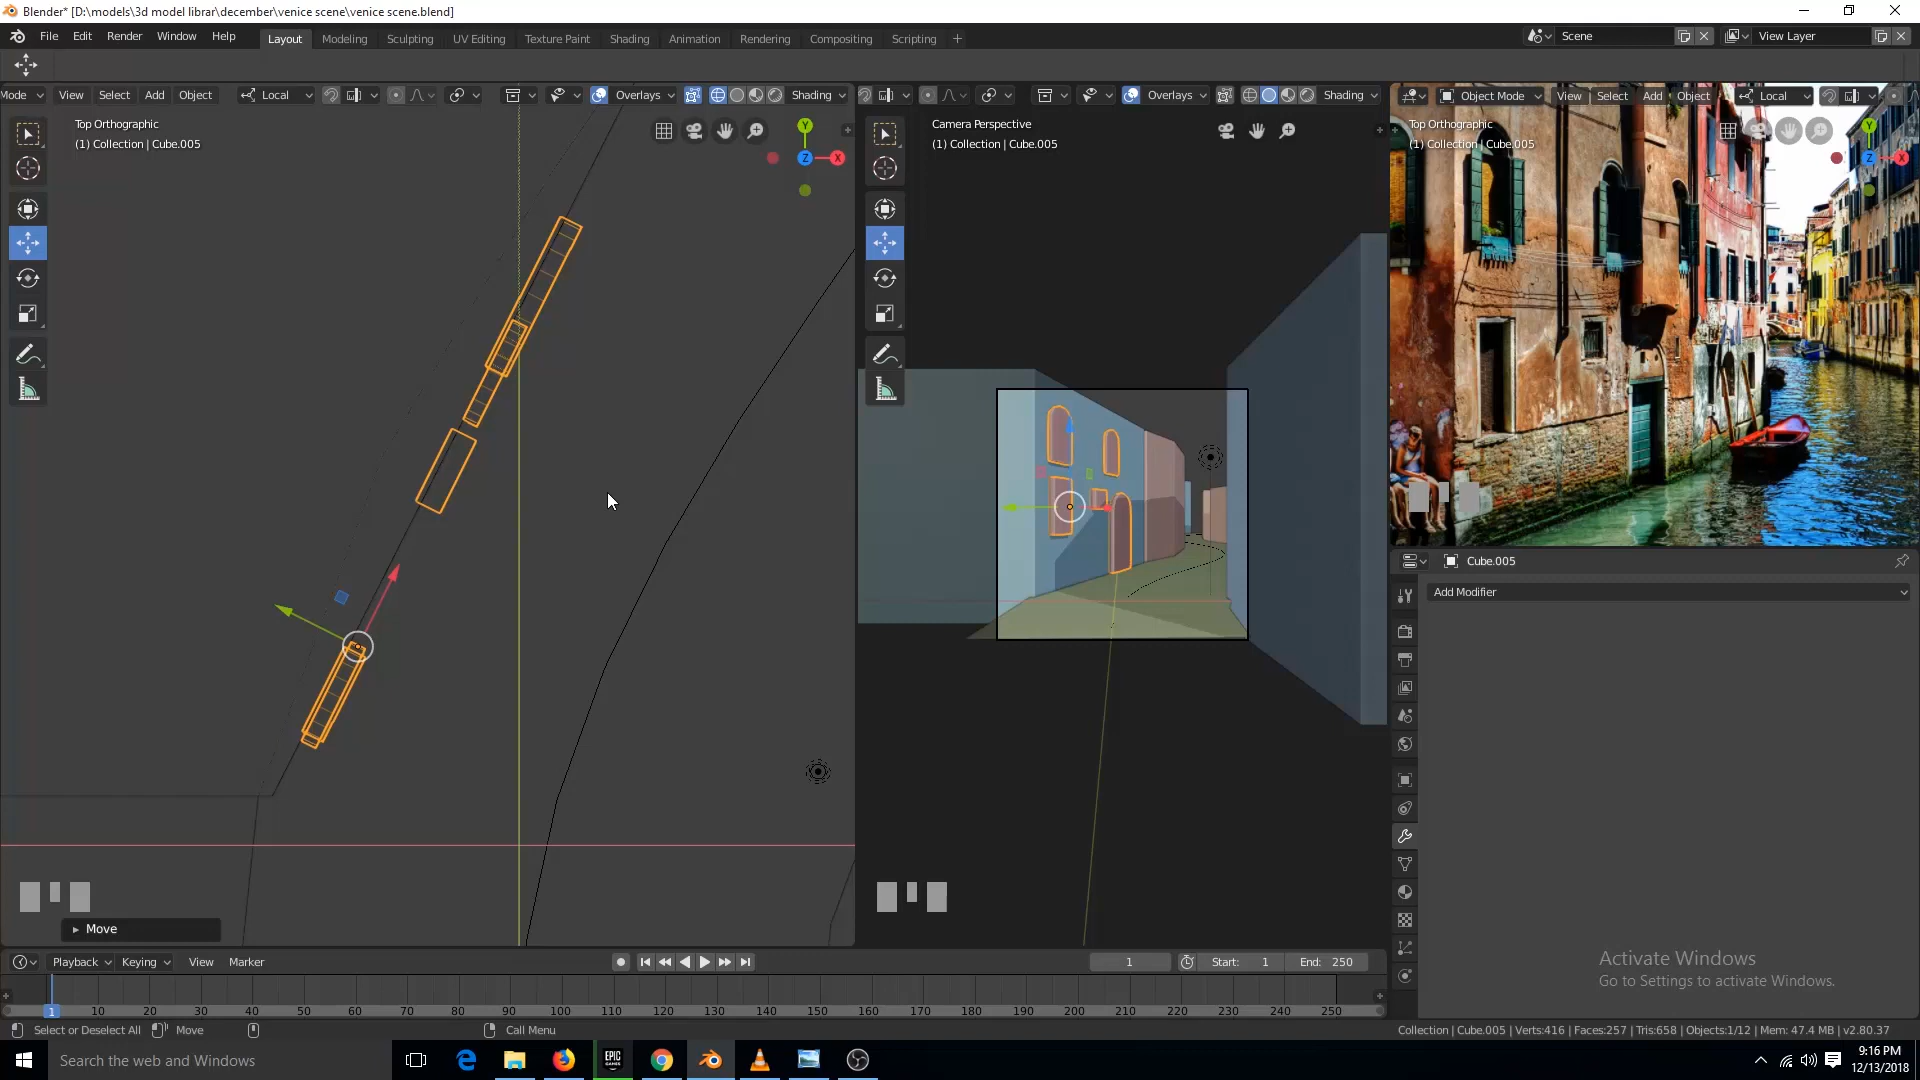 Blender* [D:\models\3d model librar\december\venice scene\venice scene.blend]
File Edit Render Window Help
Layout Modeling Sculpting UV Editing Texture Paint Shading Animation Rendering Compositing Scripting +
Scene
View Layer
Mode View Select Add Object Local Overlays Shading
Overlays Shading
Object Mode View Select Add Object Local
Top Orthographic
(1) Collection | Cube.005
Y
Z
X
Camera Perspective
(1) Collection | Cube.005
Top Orthographic
(1) Collection | Cube.005
Y
Z
X
Cube.005
Add Modifier
Move
Activate Windows
Go to Settings to activate Windows.
Playback Keying View Marker
1
Start: 1
End: 250
1 10 20 30 40 50 60 70 80 90 100 110 120 130 140 150 160 170 180 190 200 210 220 230 240 250
Select or Deselect All Move Call Menu
Collection | Cube.005 | Verts:416 | Faces:257 | Tris:658 | Objects:1/12 | Mem: 47.4 MB | v2.80.37
Search the web and Windows
EPIC
GAMES
9:16 PM
12/13/2018